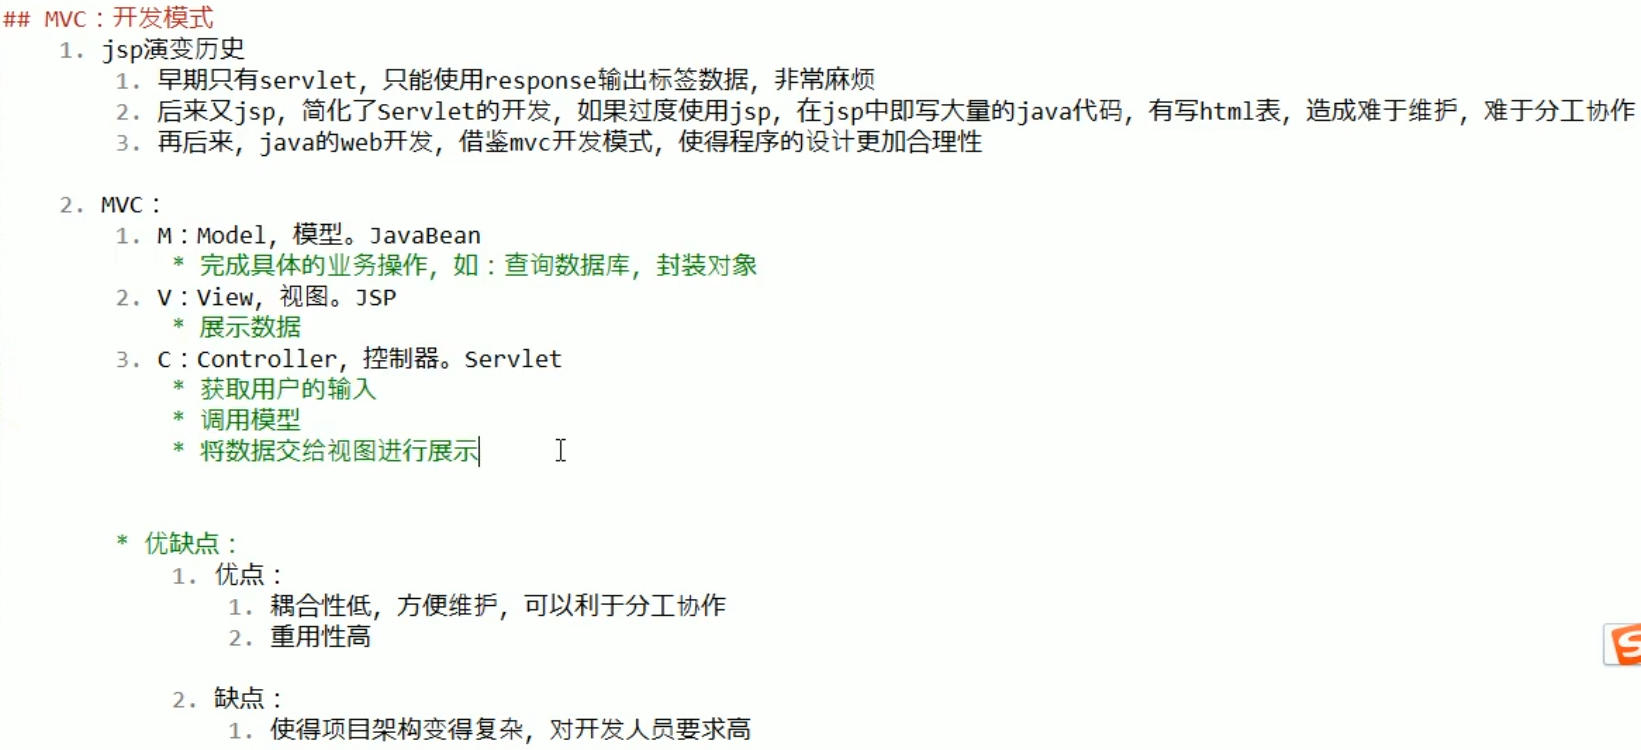 ## MVC：开发模式
1. jsp演变历史
1. 早期只有servlet，只能使用response输出标签数据，非常麻烦
2. 后来又jsp，简化了Servlet的开发，如果过度使用jsp，在jsp中即写大量的java代码，有写html表，造成难于维护，难于分工协作
3. 再后来，java的web开发，借鉴mvc开发模式，使得程序的设计更加合理性
2. MVC：
1. M：Model，模型。JavaBean
* 完成具体的业务操作，如：查询数据库，封装对象
2. V：View，视图。JSP
* 展示数据
3. C：Controller，控制器。Servlet
* 获取用户的输入
* 调用模型
* 将数据交给视图进行展示
* 优缺点：
1. 优点：
1. 耦合性低，方便维护，可以利于分工协作
2. 重用性高
2. 缺点：
1. 使得项目架构变得复杂，对开发人员要求高